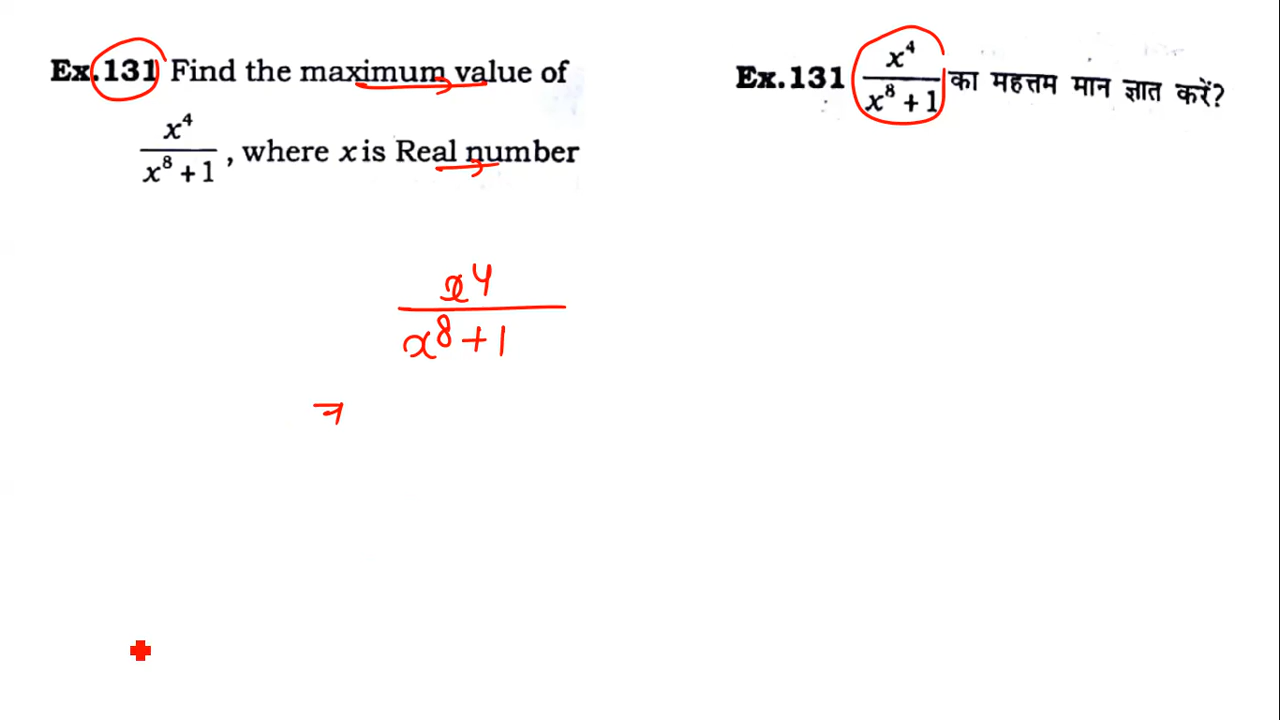 Ex.131 Find the maximum value of
x⁴
x⁸ + 1 , where x is Real number
Ex.131 x⁴ / x⁸ + 1 का महत्तम मान ज्ञात करें?
x⁴
x⁸ + 1
⇒